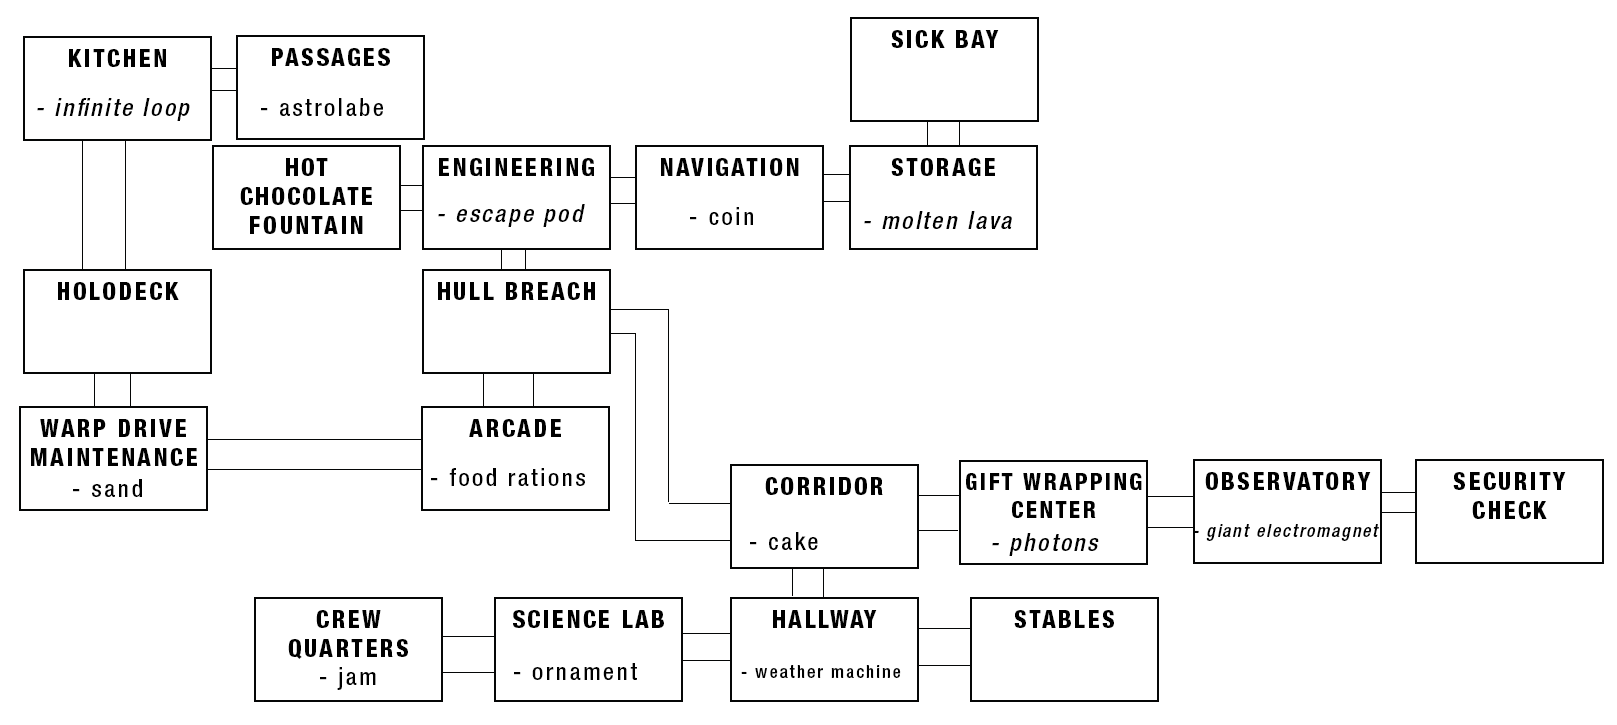 SICK BAY
KITCHEN
- infinite loop
PASSAGES
- astrolabe
HOT
CHOCOLATE
FOUNTAIN
ENGINEERING
- escape pod
NAVIGATION
- coin
STORAGE
- molten lava
HOLODECK
HULL BREACH
WARP DRIVE
MAINTENANCE
- sand
ARCADE
- food rations
CORRIDOR
- cake
GIFT WRAPPING
CENTER
- photons
OBSERVATORY
- giant electromagnet
SECURITY
CHECK
CREW
QUARTERS
- jam
SCIENCE LAB
- ornament
HALLWAY
- weather machine
STABLES